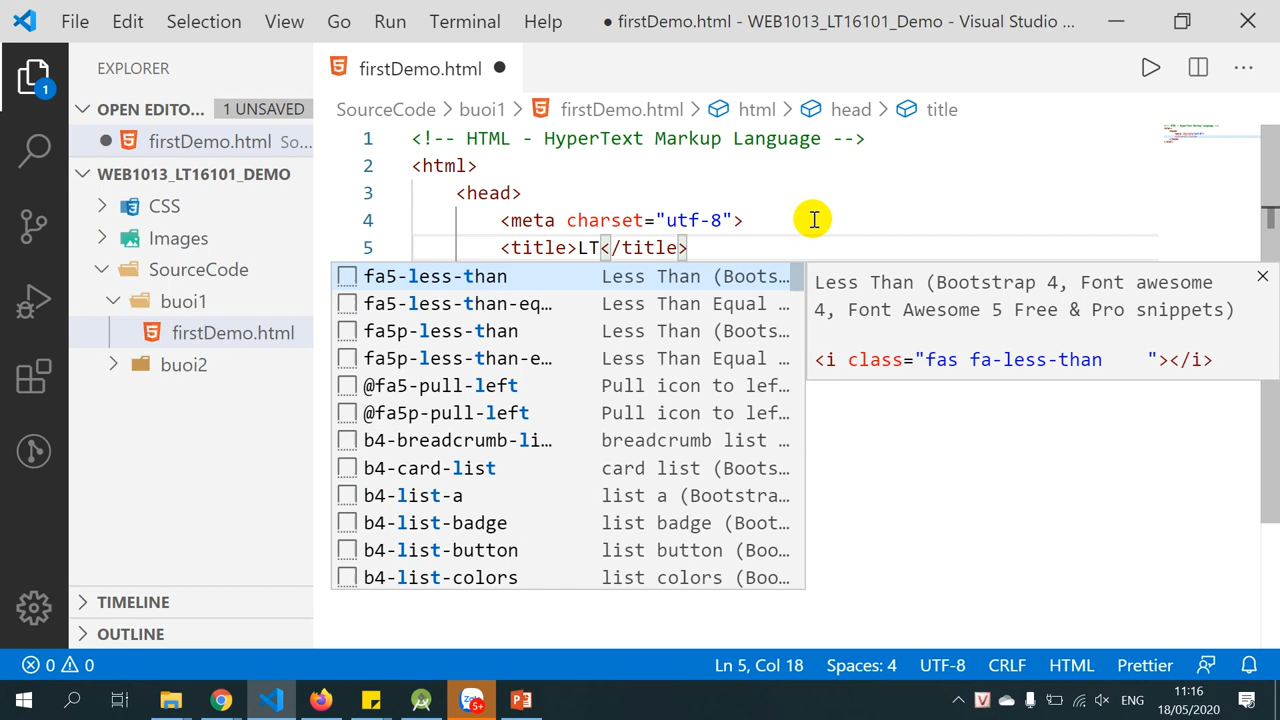 File Edit Selection View Go Run Terminal Help ● firstDemo.html - WEB1013_LT16101_Demo - Visual Studio ...
EXPLORER
OPEN EDITO... 1 UNSAVED
firstDemo.html So...
WEB1013_LT16101_DEMO
CSS
Images
SourceCode
buoi1
firstDemo.html
buoi2
TIMELINE
OUTLINE
1
firstDemo.html
SourceCode > buoi1 > firstDemo.html > html > head > title
1 <!-- HTML - HyperText Markup Language -->
2 <html>
3 <head>
4 <meta charset="utf-8">
5 <title>LT</title>
fa5-less-than Less Than (Boots...
fa5-less-than-eq... Less Than Equal ...
fa5p-less-than Less Than (Boots...
fa5p-less-than-e... Less Than Equal ...
@fa5-pull-left Pull icon to lef...
@fa5p-pull-left Pull icon to lef...
b4-breadcrumb-li... breadcrumb list ...
b4-card-list card list (Boots...
b4-list-a list a (Bootstra...
b4-list-badge list badge (Boo...
b4-list-button list button (Boo...
b4-list-colors list colors (Boo...
Less Than (Bootstrap 4, Font awesome
4, Font Awesome 5 Free & Pro snippets)
<i class="fas fa-less-than    "></i>
0 0 Ln 5, Col 18 Spaces: 4 UTF-8 CRLF HTML Prettier
5+ ENG 11:16
18/05/2020